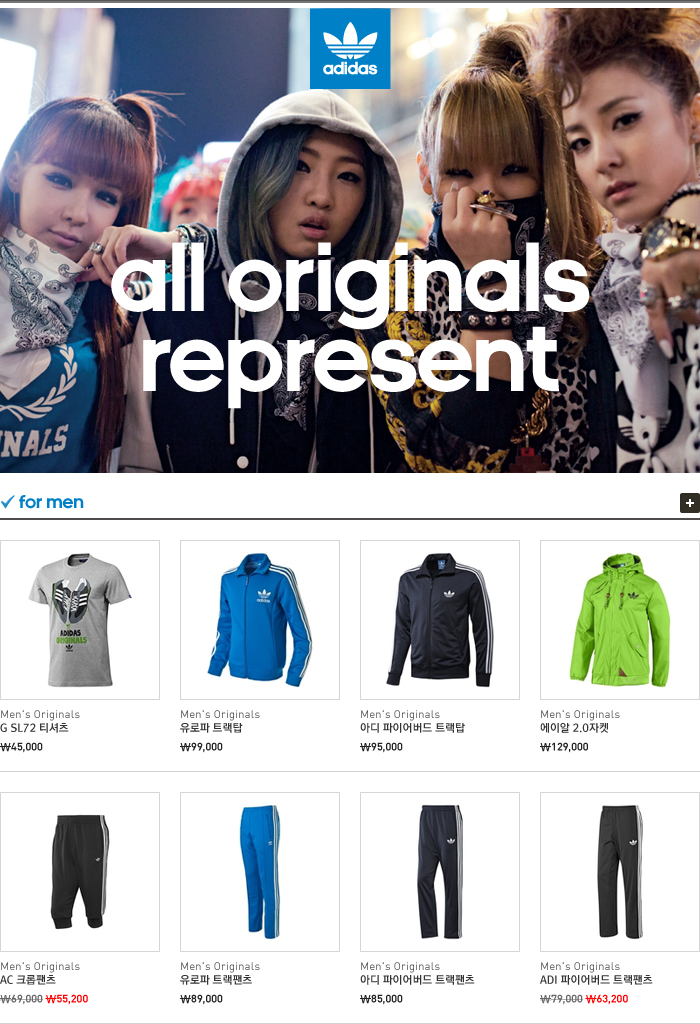 adidas
all originals
represent
NALS
for men
ADIDAS
ORIGINALS
Men's Originals
G SL72 티셔츠
₩45,000
Men's Originals
유로파 트랙탑
₩99,000
Men's Originals
아디 파이어버드 트랙탑
₩95,000
Men's Originals
에이알 2.0자켓
₩129,000
Men's Originals
AC 크롭팬츠
₩69,000 ₩55,200
Men's Originals
유로파 트랙팬츠
₩89,000
Men's Originals
아디 파이어버드 트랙팬츠
₩85,000
Men's Originals
ADI 파이어버드 트랙팬츠
₩79,000 ₩63,200